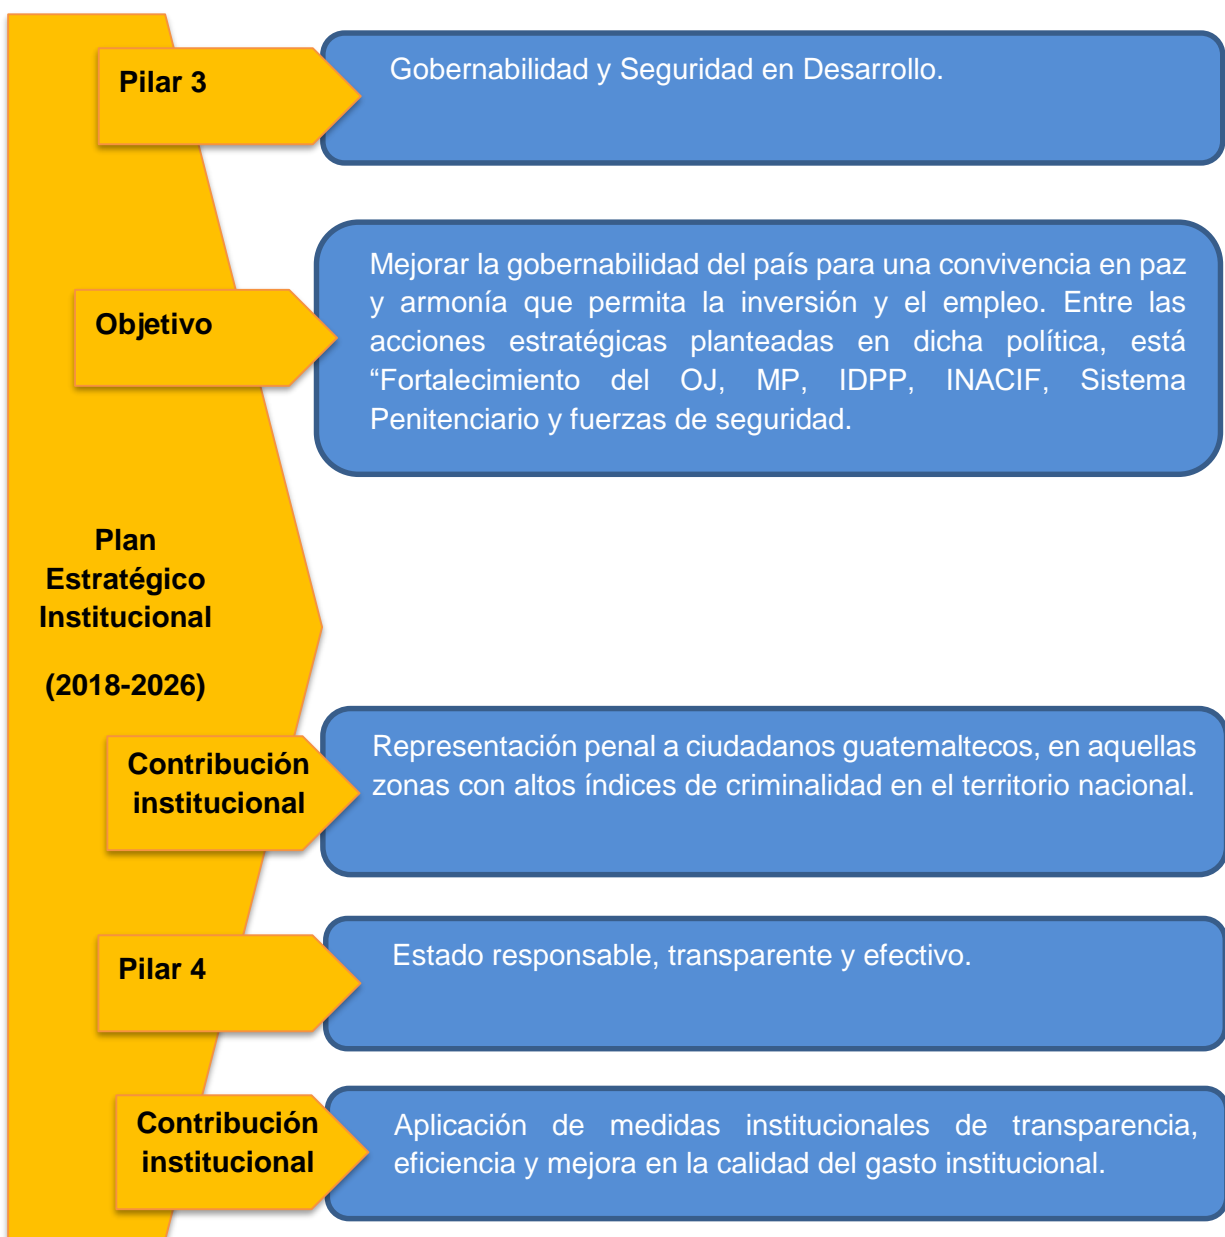 Pilar 3
Gobernabilidad y Seguridad en Desarrollo.
Objetivo
Mejorar la gobernabilidad del país para una convivencia en paz
y armonía que permita la inversión y el empleo. Entre las
acciones estratégicas planteadas en dicha política, está
“Fortalecimiento del OJ, MP, IDPP, INACIF, Sistema
Penitenciario y fuerzas de seguridad.
Plan
Estratégico
Institucional
(2018-2026)
Contribución
institucional
Representación penal a ciudadanos guatemaltecos, en aquellas
zonas con altos índices de criminalidad en el territorio nacional.
Pilar 4
Estado responsable, transparente y efectivo.
Contribución
institucional
Aplicación de medidas institucionales de transparencia,
eficiencia y mejora en la calidad del gasto institucional.